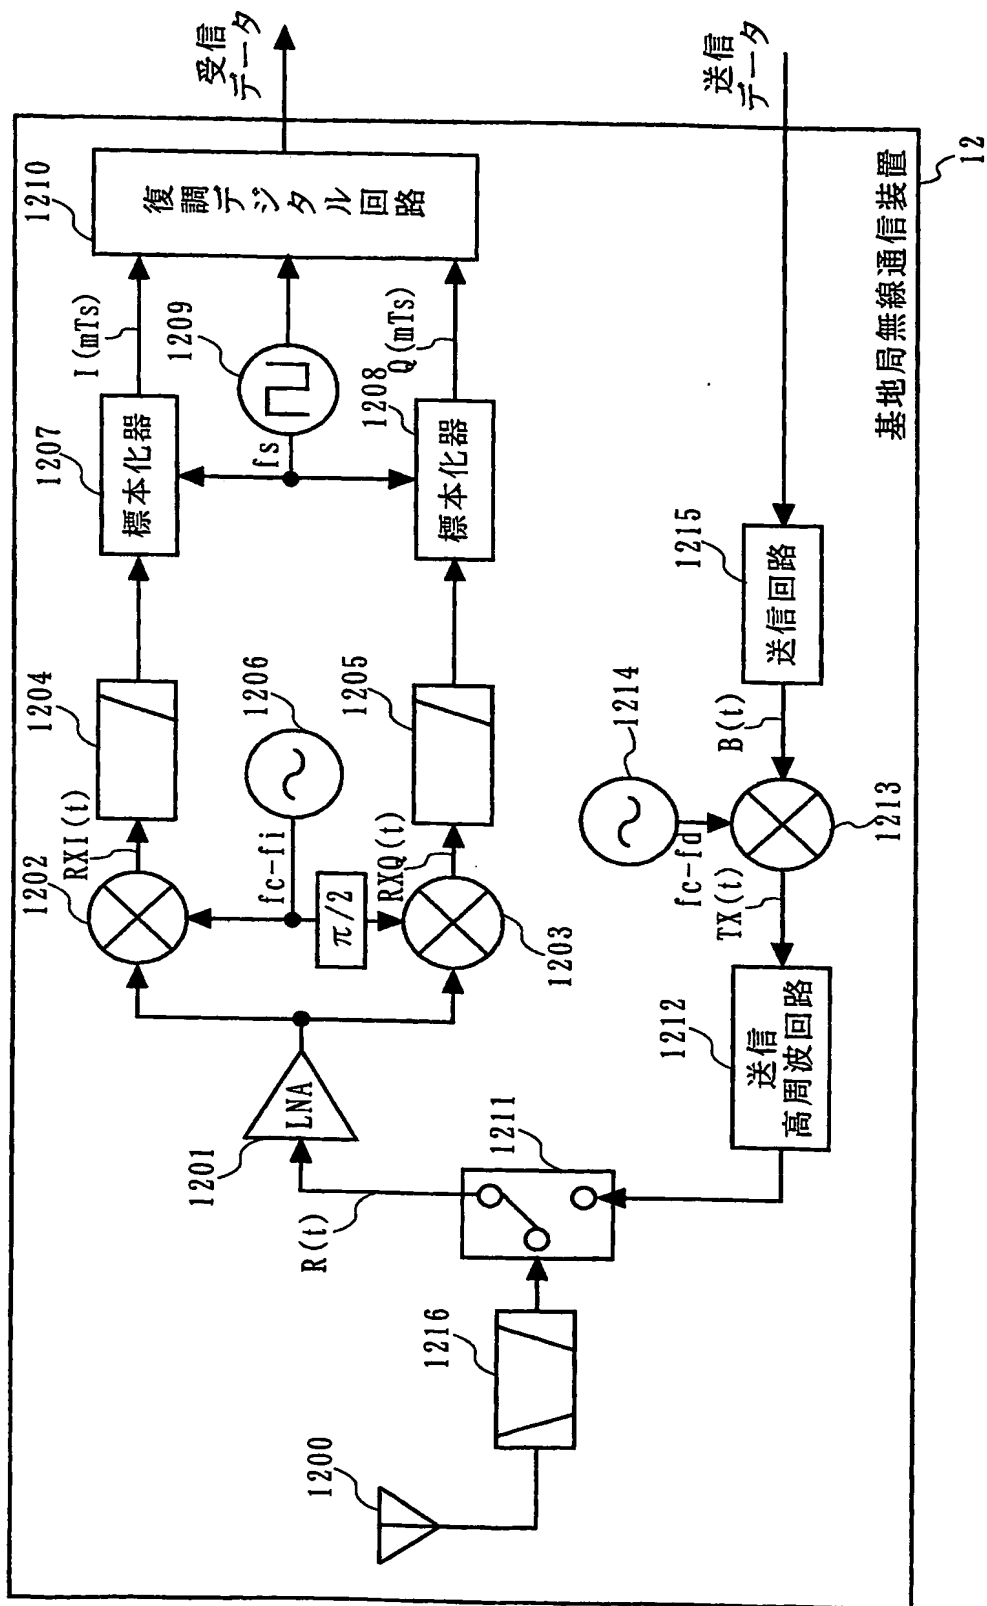 1200
1216
R(t)
1211
1201
LNA
1202
RXI(t)
1204
1207
標本化器
I(mTs)
1210
復調デジタル回路
受信
データ
fc-fi
1206
π/2
1203
RXQ(t)
1205
fs
1209
1208
標本化器
Q(mTs)
1212
送信
高周波回路
TX(t)
fc-fd
1214
1213
B(t)
1215
送信回路
送信
データ
基地局無線通信装置
12